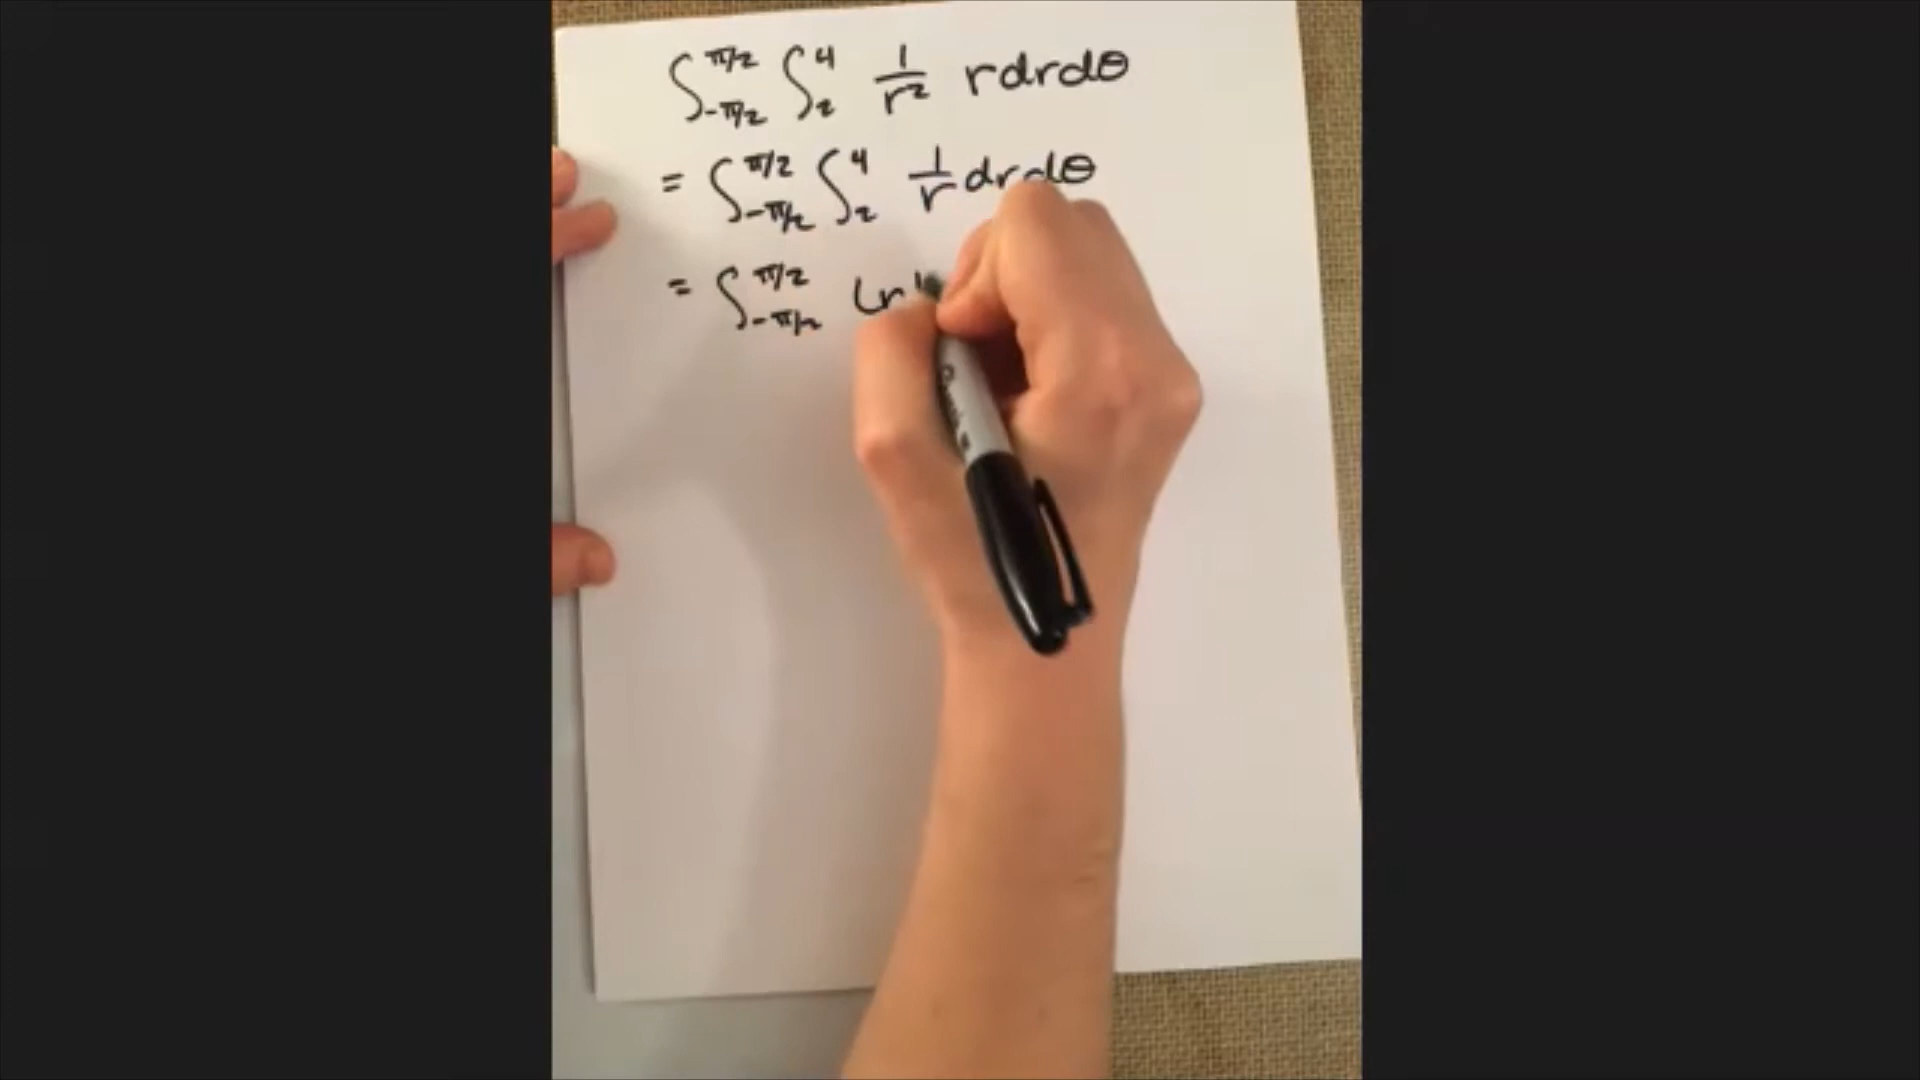 ∫_{-π/2}^{π/2} ∫_2^4 1/r² r dr dθ
= ∫_{-π/2}^{π/2} ∫_2^4 1/r dr dθ
= ∫_{-π/2}^{π/2} Ln